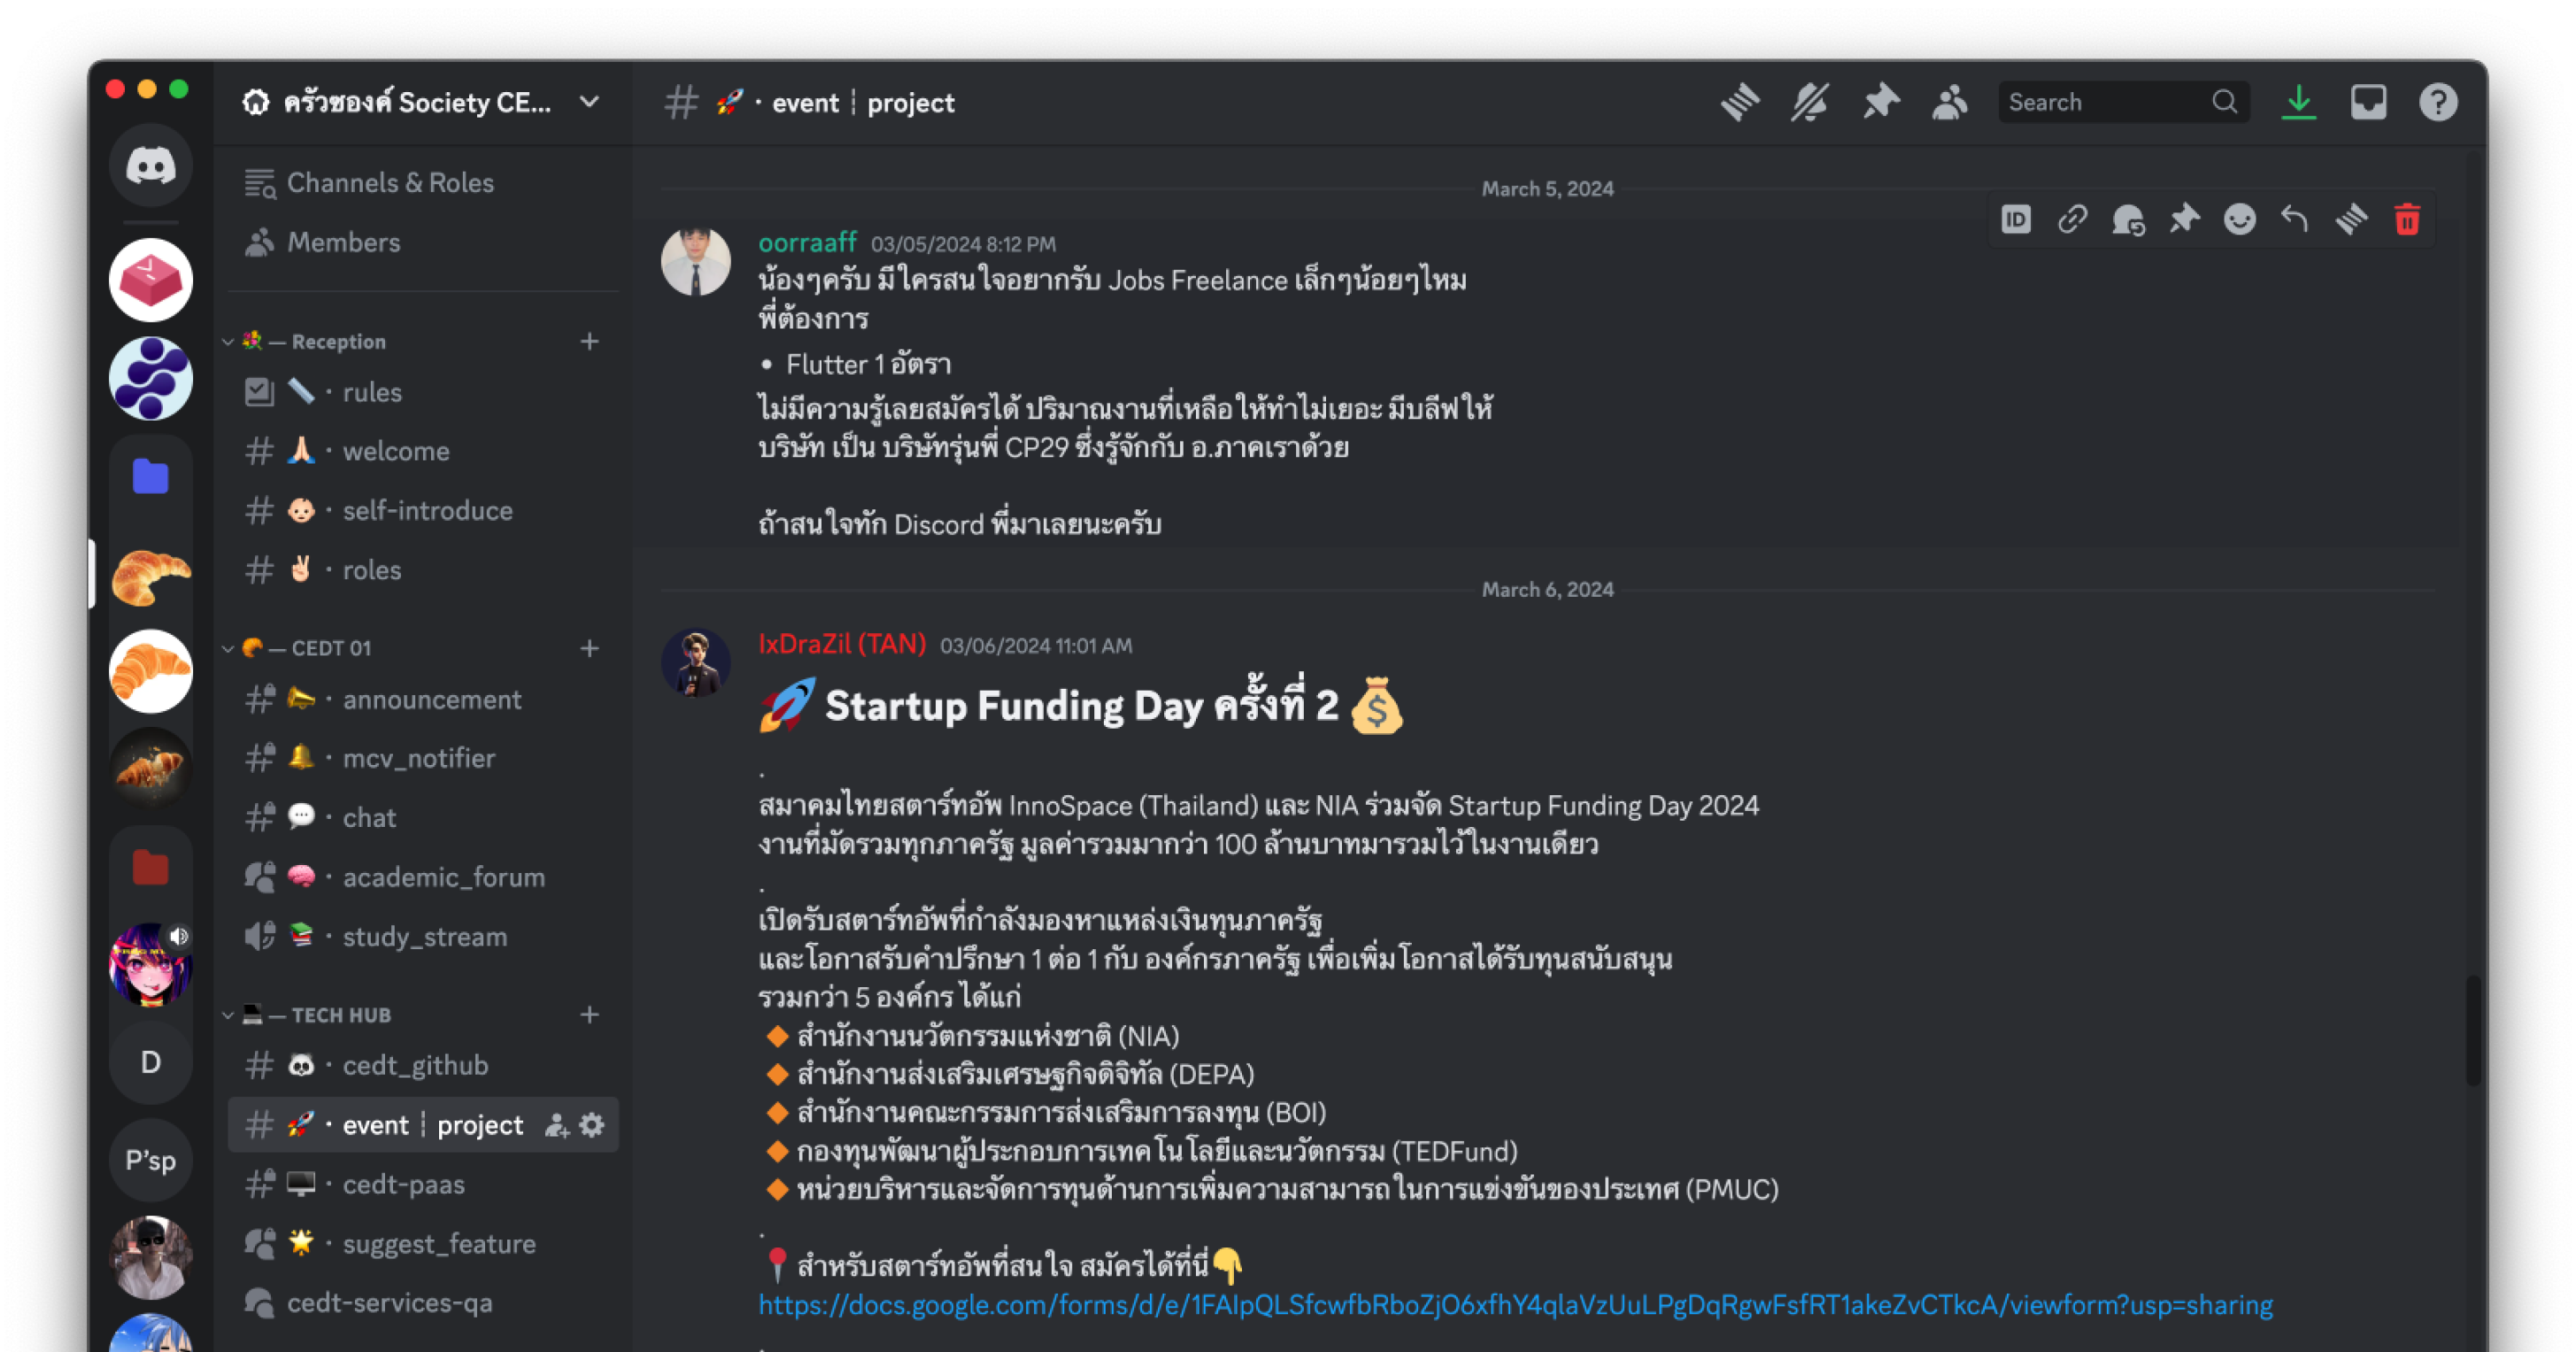 ครัวซองค์ Society CE...
# 🚀・event┊project
Search
Channels & Roles
Members
— Reception
rules
welcome
self-introduce
roles
— CEDT 01
announcement
mcv_notifier
chat
academic_forum
study_stream
— TECH HUB
cedt_github
event┊project
cedt-paas
suggest_feature
cedt-services-qa
D
P'sp
March 5, 2024
ID
oorraaff 03/05/2024 8:12 PM
น้องๆครับ มีใครสนใจอยากรับ Jobs Freelance เล็กๆน้อยๆไหม
พี่ต้องการ
• Flutter 1 อัตรา
ไม่มีความรู้เลยสมัครได้ ปริมาณงานที่เหลือให้ทำไม่เยอะ มีบลีฟให้
บริษัท เป็น บริษัทรุ่นพี่ CP29 ซึ่งรู้จักกับ อ.ภาคเราด้วย
ถ้าสนใจทัก Discord พี่มาเลยนะครับ
March 6, 2024
IxDraZil (TAN) 03/06/2024 11:01 AM
🚀 Startup Funding Day ครั้งที่ 2 💰
.
สมาคมไทยสตาร์ทอัพ InnoSpace (Thailand) และ NIA ร่วมจัด Startup Funding Day 2024
งานที่มัดรวมทุกภาครัฐ มูลค่ารวมมากว่า 100 ล้านบาทมารวมไว้ในงานเดียว
.
เปิดรับสตาร์ทอัพที่กำลังมองหาแหล่งเงินทุนภาครัฐ
และโอกาสรับคำปรึกษา 1 ต่อ 1 กับ องค์กรภาครัฐ เพื่อเพิ่มโอกาสได้รับทุนสนับสนุน
รวมกว่า 5 องค์กร ได้แก่
🔶 สำนักงานนวัตกรรมแห่งชาติ (NIA)
🔶 สำนักงานส่งเสริมเศรษฐกิจดิจิทัล (DEPA)
🔶 สำนักงานคณะกรรมการส่งเสริมการลงทุน (BOI)
🔶 กองทุนพัฒนาผู้ประกอบการเทคโนโลยีและนวัตกรรม (TEDFund)
🔶 หน่วยบริหารและจัดการทุนด้านการเพิ่มความสามารถในการแข่งขันของประเทศ (PMUC)
.
📍 สำหรับสตาร์ทอัพที่สนใจ สมัครได้ที่นี่👇
https://docs.google.com/forms/d/e/1FAIpQLSfcwfbRboZjO6xfhY4qlaVzUuLPgDqRgwFsfRT1akeZvCTkcA/viewform?usp=sharing